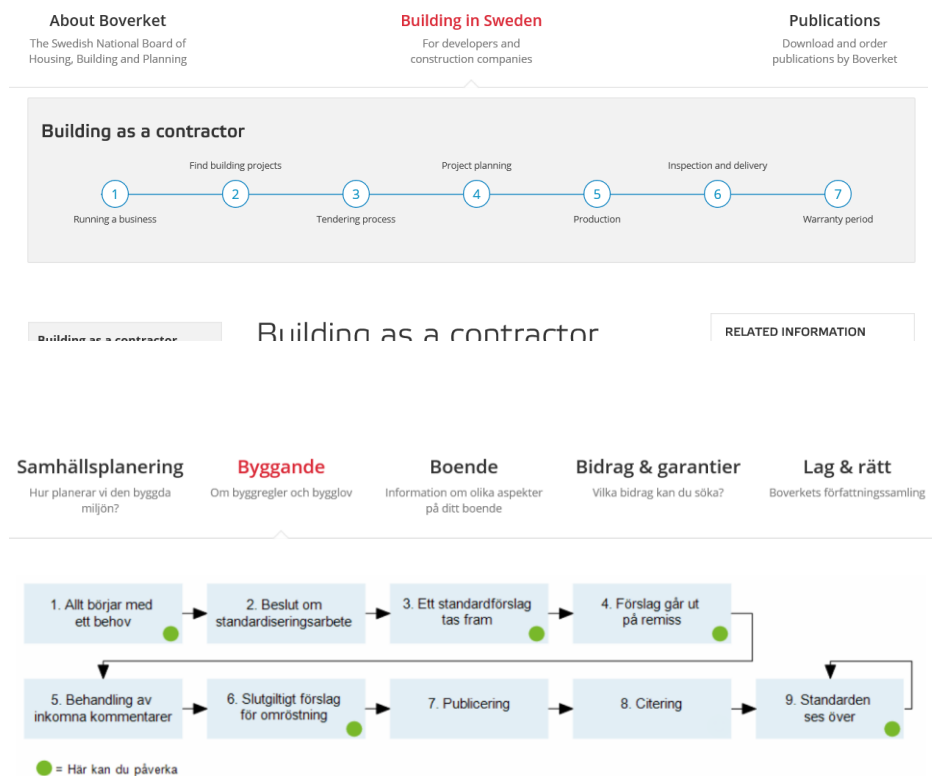 About Boverket
The Swedish National Board of
Housing, Building and Planning
Building in Sweden
For developers and
construction companies
Publications
Download and order
publications by Boverket
Building as a contractor
Find building projects
Project planning
Inspection and delivery
1
2
3
4
5
6
7
Running a business
Tendering process
Production
Warranty period
Building as a contractor
Building as a contractor
RELATED INFORMATION
Samhällsplanering
Hur planerar vi den byggda
miljön?
Byggande
Om byggregler och bygglov
Boende
Information om olika aspekter
på ditt boende
Bidrag & garantier
Vilka bidrag kan du söka?
Lag & rätt
Boverkets författningssamling
1. Allt börjar med
ett behov
2. Beslut om
standardiseringsarbete
3. Ett standardförslag
tas fram
4. Förslag går ut
på remiss
5. Behandling av
inkomna kommentarer
6. Slutgiltigt förslag
för omröstning
7. Publicering
8. Citering
9. Standarden
ses över
= Här kan du påverka